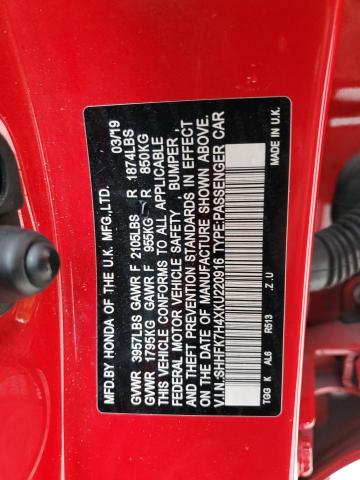 MFD.BY HONDA OF THE U.K. MFG.,LTD. 03/19
GVWR 3957LBS GAWR F 2105LBS R 1874LBS
GVWR 1795KG GAWR F 955KG R 850KG
THIS VEHICLE CONFORMS TO ALL APPLICABLE
FEDERAL MOTOR VEHICLE SAFETY , BUMPER ,
AND THEFT PREVENTION STANDARDS IN EFFECT
ON THE DATE OF MANUFACTURE SHOWN ABOVE.
V.I.N.:SHHFK7H4XKU220916 TYPE:PASSENGER CAR
MADE IN U.K.
R513 . Z . U
TGG K AL6